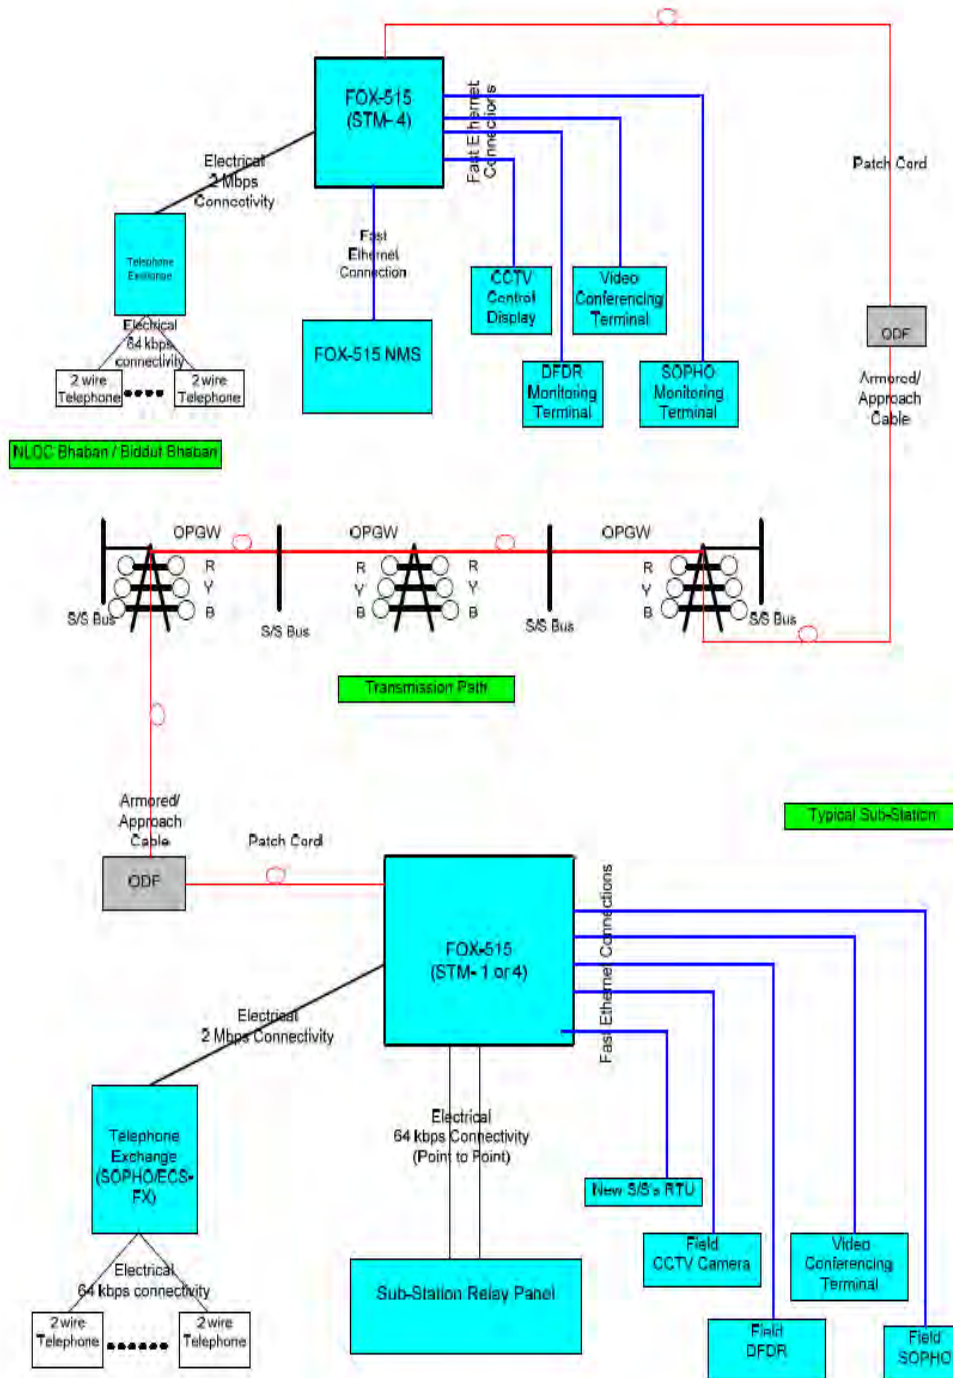 FOX-515
(STM- 4)
Fast Ethernet
Connections
Electrical
2 Mbps
Connectivity
Patch Cord
Telephone
Exchange
Fast
Ethernet
Connection
CCTV
Control
Display
Video
Conferencing
Terminal
ODF
Electrical
64 kbps
connectivity
FOX-515 NMS
DFDR
Monitoring
Terminal
SOPHO
Monitoring
Terminal
Armored/
Approach
Cable
2 wire
Telephone
2 wire
Telephone
NLDC Bhaban / Biddut Bhaban
OPGW
OPGW
OPGW
R
Y
B
R
Y
B
R
Y
B
R
Y
B
S/S Bus
S/S Bus
S/S Bus
S/S Bus
Transmission Path
Armored/
Approach
Cable
Patch Cord
Typical Sub-Station
ODF
FOX-515
(STM- 1 or 4)
Fast Ethernet Connections
Electrical
2 Mbps Connectivity
Telephone
Exchange
(SOPHO/ECS-
FX)
Electrical
64 kbps Connectivity
(Point to Point)
New S/S's RTU
Field
CCTV Camera
Video
Conferencing
Terminal
Electrical
64 kbps connectivity
Sub-Station Relay Panel
2 wire
Telephone
2 wire
Telephone
Field
DFDR
Field
SOPHO